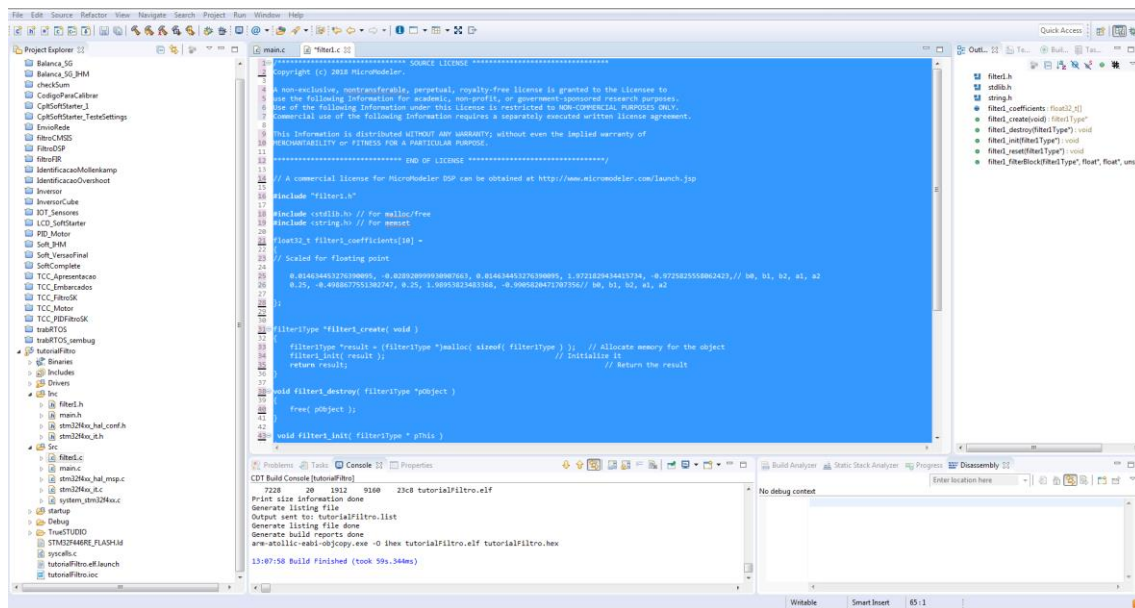 File Edit Source Refactor View Navigate Search Project Run Window Help
Quick Access
Project Explorer
Balanca_SG
Balanca_SG_IHM
checkSum
CodigoParaCalibrar
CpltSoftStarter_1
CpltSoftStarter_TesteSettings
EnvioRede
filtroCMSIS
FiltroDSP
filtroFIR
IdentificacaoMollenkamp
IdentificacaoOvershoot
Inversor
InversorCube
IOT_Sensores
LCD_SoftStarter
PID_Motor
Soft_IHM
Soft_VersaoFinal
SoftComplete
TCC_Apresentacao
TCC_Embarcados
TCC_FiltroSK
TCC_Motor
TCC_PIDFiltroSK
trabRTOS
trabRTOS_sembug
tutorialFiltro
Binaries
Includes
Drivers
Inc
filter1.h
main.h
stm32f4xx_hal_conf.h
stm32f4xx_it.h
Src
filter1.c
main.c
stm32f4xx_hal_msp.c
stm32f4xx_it.c
system_stm32f4xx.c
startup
Debug
TrueSTUDIO
STM32F446RE_FLASH.ld
syscalls.c
tutorialFiltro.elf.launch
tutorialFiltro.ioc
main.c *filter1.c
1 /******************************* SOURCE LICENSE *********************************
2 Copyright (c) 2018 MicroModeler.
3
4 A non-exclusive, nontransferable, perpetual, royalty-free license is granted to the Licensee to
5 use the following Information for academic, non-profit, or government-sponsored research purposes.
6 Use of the following Information under this License is restricted to NON-COMMERCIAL PURPOSES ONLY.
7 Commercial use of the following Information requires a separately executed written license agreement.
8
9 This Information is distributed WITHOUT ANY WARRANTY; without even the implied warranty of
10 MERCHANTABILITY or FITNESS FOR A PARTICULAR PURPOSE.
11
12 ******************************* END OF LICENSE *********************************/
13
14 // A commercial license for MicroModeler DSP can be obtained at http://www.micromodeler.com/launch.jsp
15
16 #include "filter1.h"
17
18 #include <stdlib.h> // For malloc/free
19 #include <string.h> // For memset
20
21 float32_t filter1_coefficients[10] =
22 {
23 // Scaled for floating point
24
25 0.014634453276390095, -0.028920999930907663, 0.014634453276390095, 1.9721829434415734, -0.9725825558062423,// b0, b1, b2, a1, a2
26 0.25, -0.4988677551302747, 0.25, 1.98953823483368, -0.9905820471707356// b0, b1, b2, a1, a2
27
28 };
29
30
31 filter1Type *filter1_create( void )
32 {
33 filter1Type *result = (filter1Type *)malloc( sizeof( filter1Type ) ); // Allocate memory for the object
34 filter1_init( result ); // Initialize it
35 return result; // Return the result
36 }
37
38 void filter1_destroy( filter1Type *pObject )
39 {
40 free( pObject );
41 }
42
43 void filter1_init( filter1Type * pThis )
Outl... Ta... Buil... Tas...
filter1.h
stdlib.h
string.h
filter1_coefficients : float32_t[]
filter1_create(void) : filter1Type*
filter1_destroy(filter1Type*) : void
filter1_init(filter1Type*) : void
filter1_reset(filter1Type*) : void
filter1_filterBlock(filter1Type*, float*, float*, uns
Problems Tasks Console Properties
CDT Build Console [tutorialFiltro]
7228 20 1912 9160 23c8 tutorialFiltro.elf
Print size information done
Generate listing file
Output sent to: tutorialFiltro.list
Generate listing file done
Generate build reports done
arm-atollic-eabi-objcopy.exe -O ihex tutorialFiltro.elf tutorialFiltro.hex
13:07:58 Build Finished (took 59s.344ms)
Build Analyzer Static Stack Analyzer Progress Disassembly
Enter location here
No debug context
Writable Smart Insert 65 : 1